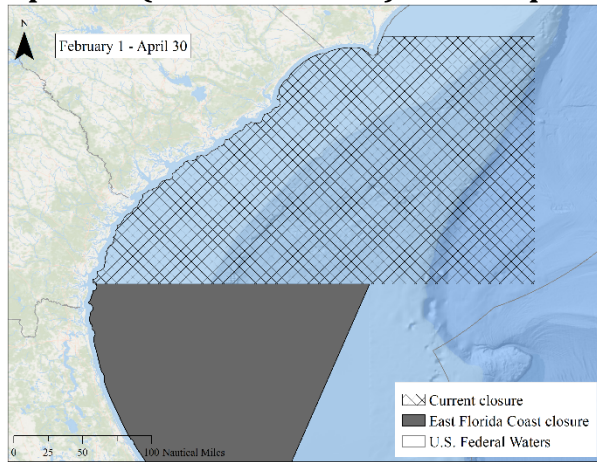 N
February 1 - April 30
Current closure
East Florida Coast closure
U.S. Federal Waters
0 25 50 100 Nautical Miles